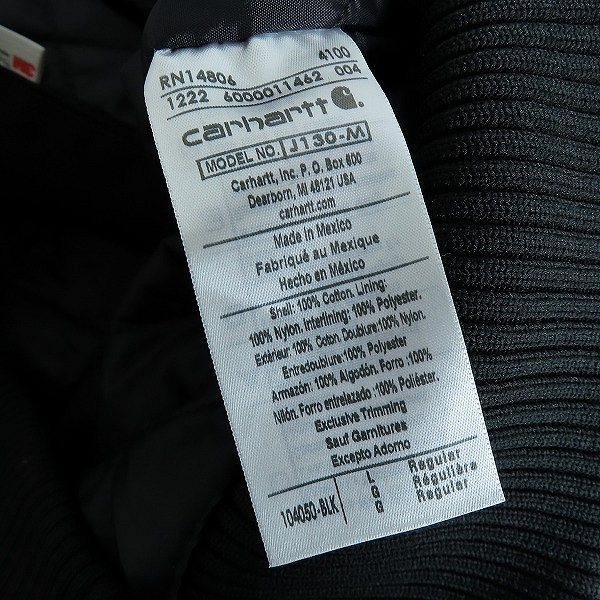 RN14806 4100
1222 6000011462 004
carhartt
MODEL NO. J130-M
Carhartt, Inc. P.O. Box 600
Dearborn, MI 48121 USA
carhartt.com
Made in Mexico
Fabriqué au Mexique
Hecho en México
Shell: 100% Cotton. Lining:
100% Nylon. Interlining: 100% Polyester.
Extérieur: 100% Coton. Doublure: 100% Nylon.
Entredoublure: 100% Polyester
Armazón: 100% Algodón. Forro: 100%
Nilón. Forro entrelazado: 100% Poliéster.
Exclusive Trimming
Sauf Garnitures
Excepto Adorno
104050-BLK
L Regular
G Régulière
G Regular